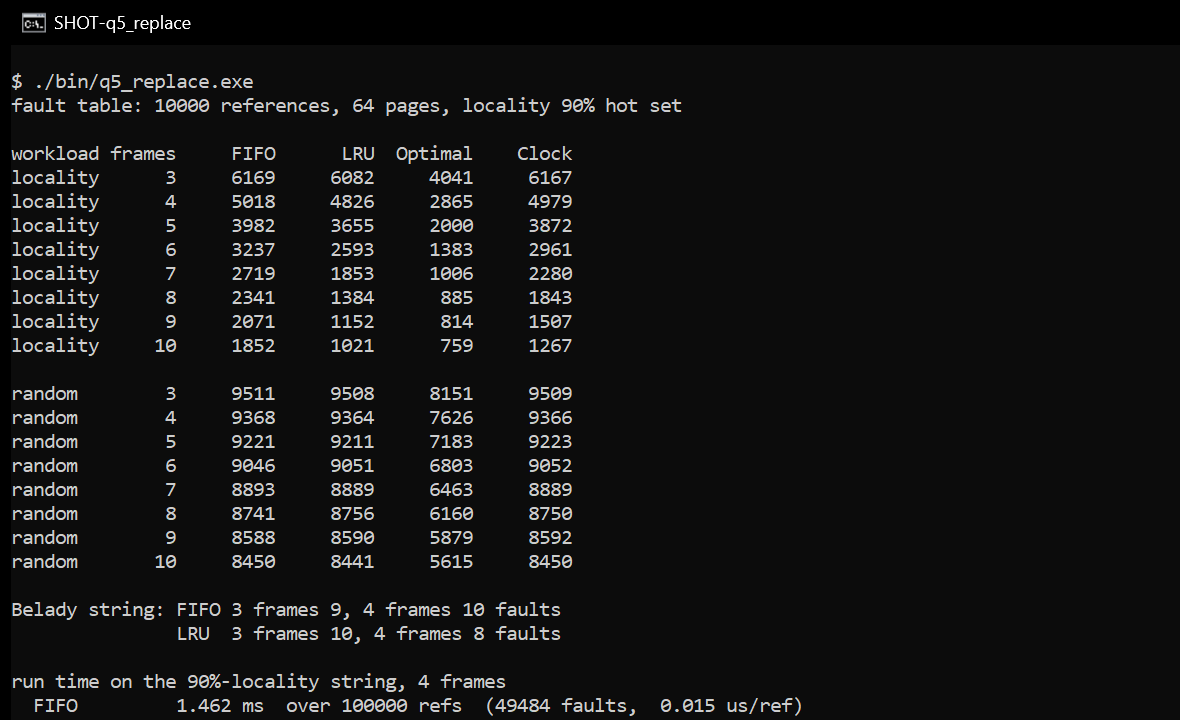 SHOT-q5_replace
$ ./bin/q5_replace.exe
fault table: 10000 references, 64 pages, locality 90% hot set
workload frames     FIFO      LRU  Optimal    Clock
locality      3     6169     6082     4041     6167
locality      4     5018     4826     2865     4979
locality      5     3982     3655     2000     3872
locality      6     3237     2593     1383     2961
locality      7     2719     1853     1006     2280
locality      8     2341     1384      885     1843
locality      9     2071     1152      814     1507
locality     10     1852     1021      759     1267
random        3     9511     9508     8151     9509
random        4     9368     9364     7626     9366
random        5     9221     9211     7183     9223
random        6     9046     9051     6803     9052
random        7     8893     8889     6463     8889
random        8     8741     8756     6160     8750
random        9     8588     8590     5879     8592
random       10     8450     8441     5615     8450
Belady string: FIFO 3 frames 9, 4 frames 10 faults
               LRU  3 frames 10, 4 frames 8 faults
run time on the 90%-locality string, 4 frames
  FIFO         1.462 ms  over 100000 refs  (49484 faults,  0.015 us/ref)